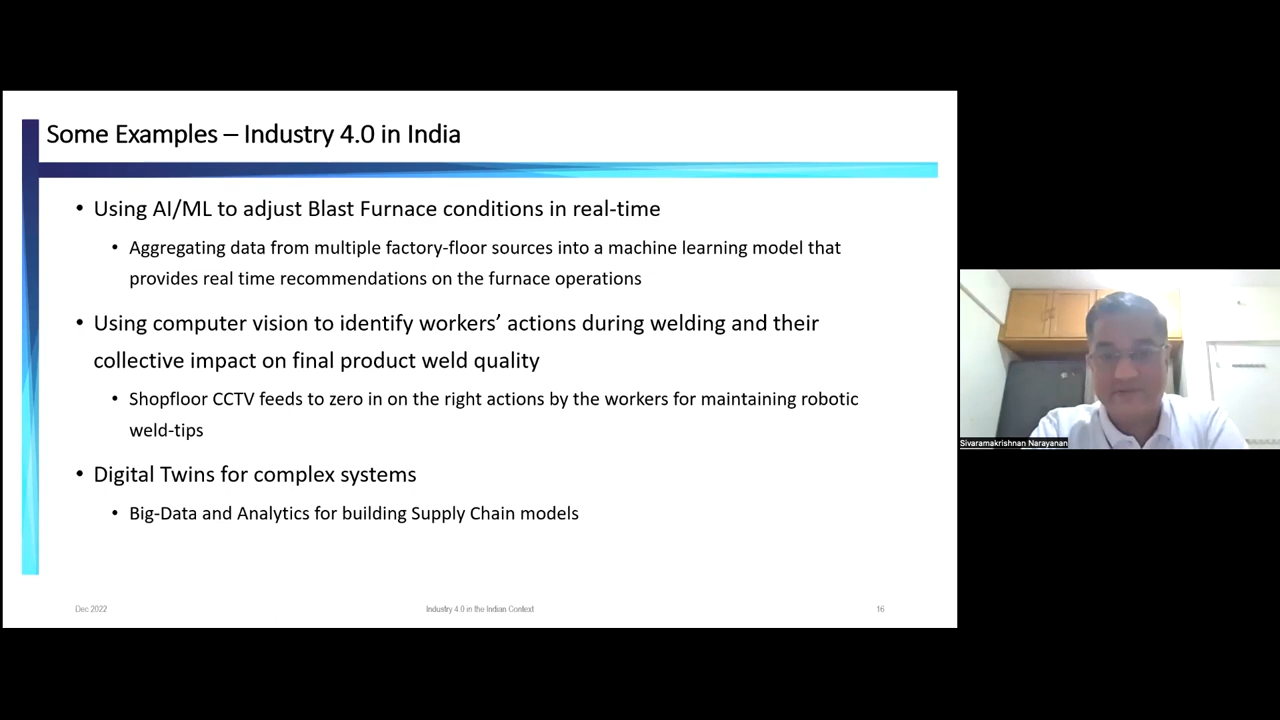 Some Examples – Industry 4.0 in India
• Using AI/ML to adjust Blast Furnace conditions in real-time
• Aggregating data from multiple factory-floor sources into a machine learning model that
provides real time recommendations on the furnace operations
• Using computer vision to identify workers’ actions during welding and their
collective impact on final product weld quality
• Shopfloor CCTV feeds to zero in on the right actions by the workers for maintaining robotic
weld-tips
• Digital Twins for complex systems
• Big-Data and Analytics for building Supply Chain models
Dec 2022
Industry 4.0 in the Indian Context
16
Sivaramakrishnan Narayanan